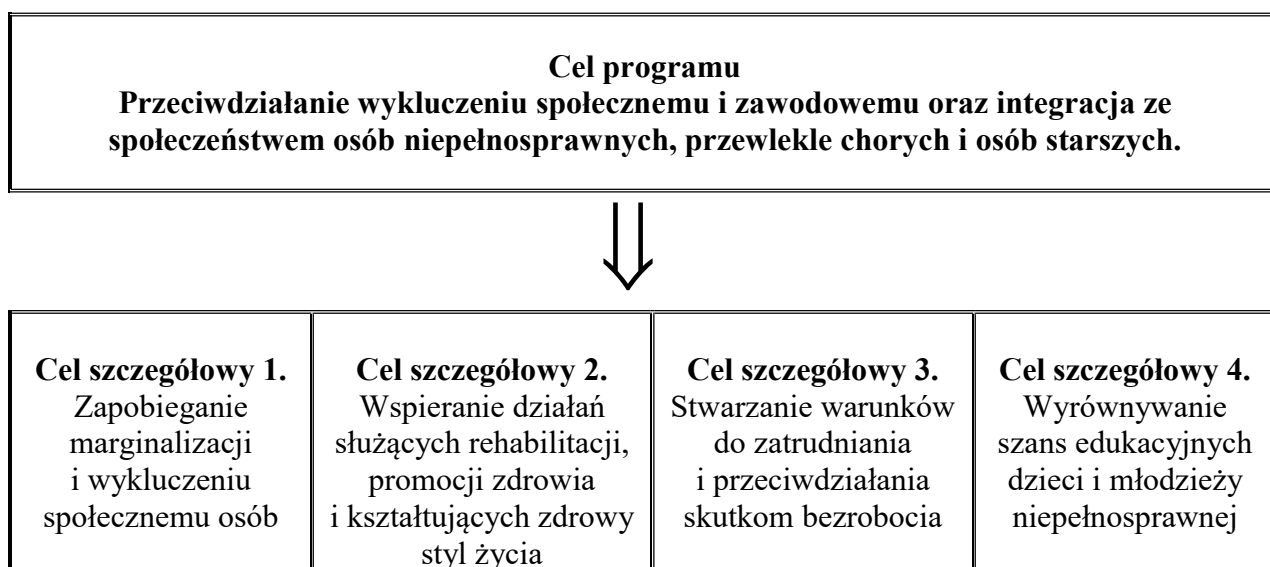 Cel programu
Przeciwdziałanie wykluczeniu społecznemu i zawodowemu oraz integracja ze
społeczeństwem osób niepełnosprawnych, przewlekle chorych i osób starszych.
Cel szczegółowy 1.
Zapobieganie
marginalizacji
i wykluczeniu
społecznemu osób
Cel szczegółowy 2.
Wspieranie działań
służących rehabilitacji,
promocji zdrowia
i kształtujących zdrowy
styl życia
Cel szczegółowy 3.
Stwarzanie warunków
do zatrudniania
i przeciwdziałania
skutkom bezrobocia
Cel szczegółowy 4.
Wyrównywanie
szans edukacyjnych
dzieci i młodzieży
niepełnosprawnej